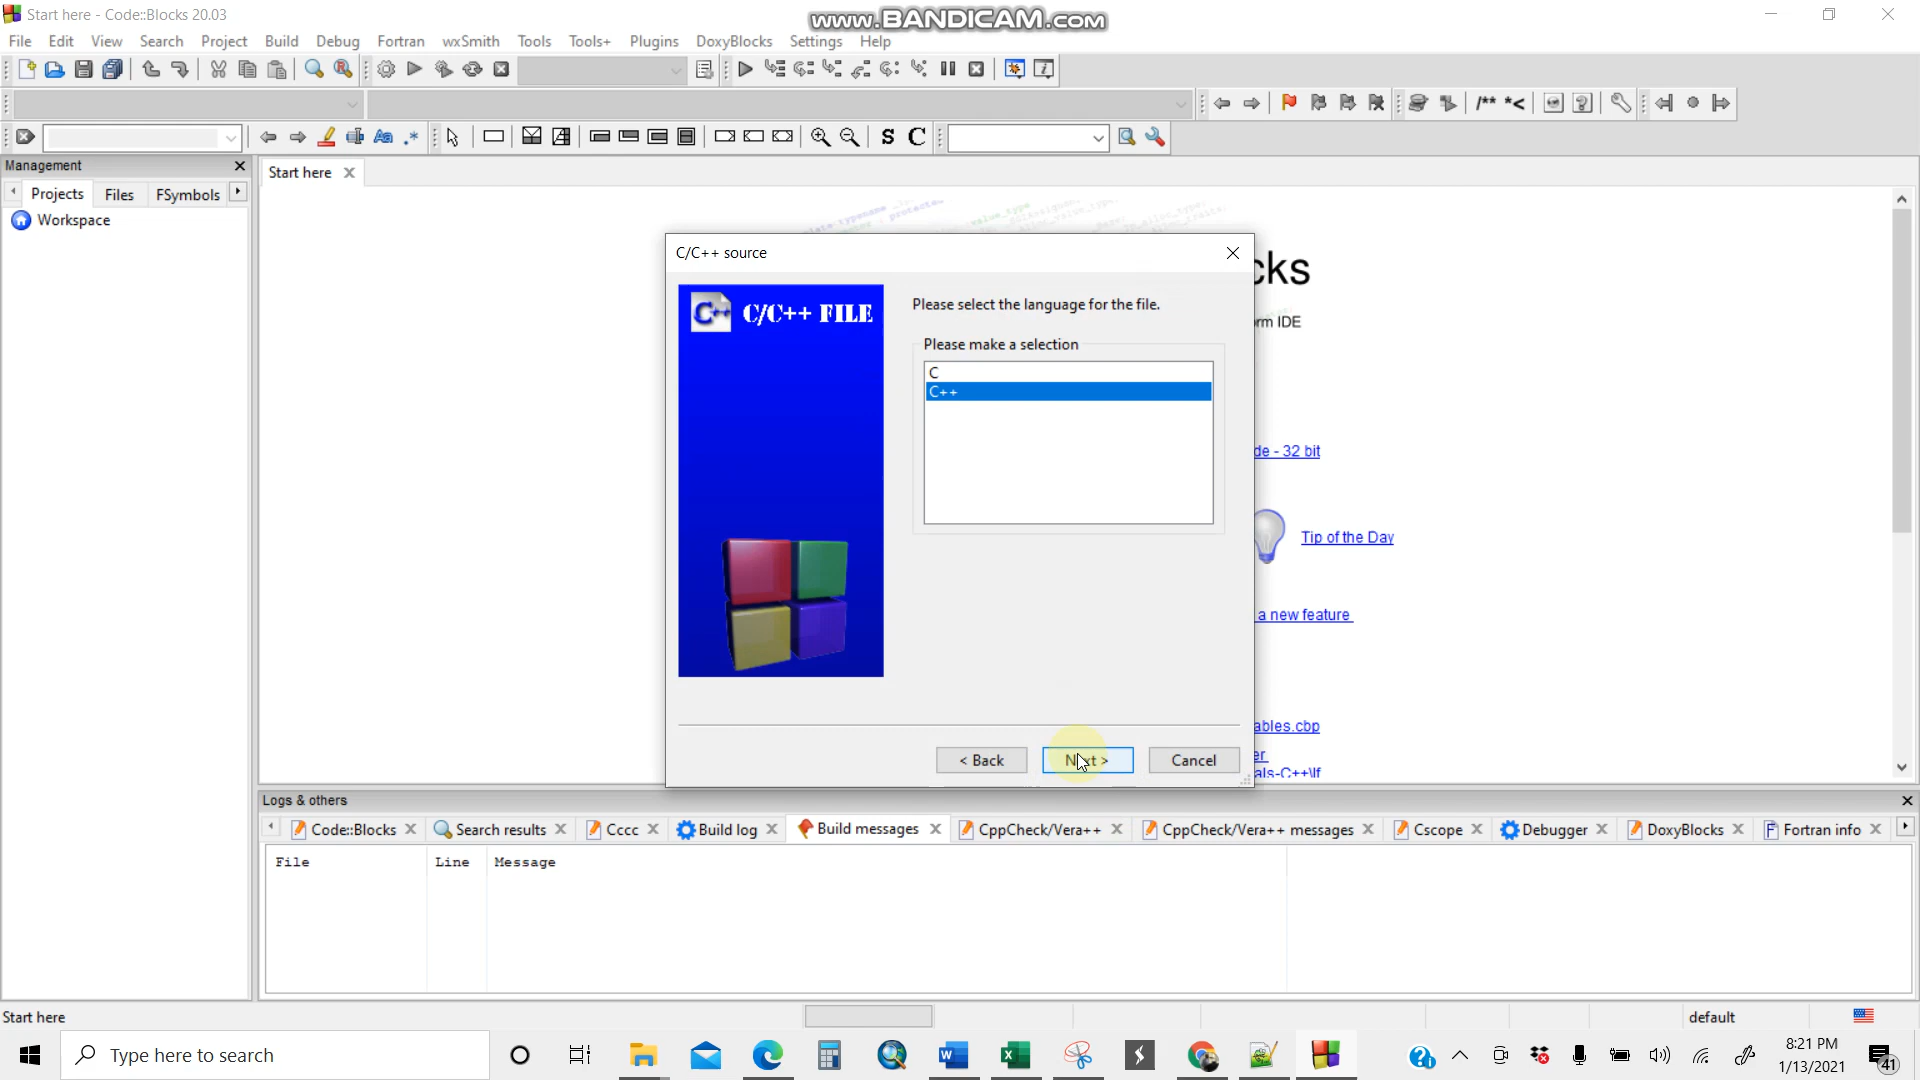 Start here - Code::Blocks 20.03
www.BANDICAM.com
File Edit View Search Project Build Debug Fortran wxSmith Tools Tools+ Plugins DoxyBlocks Settings Help
/** *<
Aa .* S C
Management
Start here
Projects Files FSymbols
Workspace
C/C++ source
C++ C/C++ FILE
Please select the language for the file.
Please make a selection
C
C++
cks
rm IDE
de - 32 bit
Tip of the Day
a new feature
ables.cbp
er
als-C++\lf
< Back Next > Cancel
Logs & others
Code::Blocks Search results Cccc Build log Build messages CppCheck/Vera++ CppCheck/Vera++ messages Cscope Debugger DoxyBlocks Fortran info
File Line Message
Start here default
Type here to search
8:21 PM
1/13/2021
41